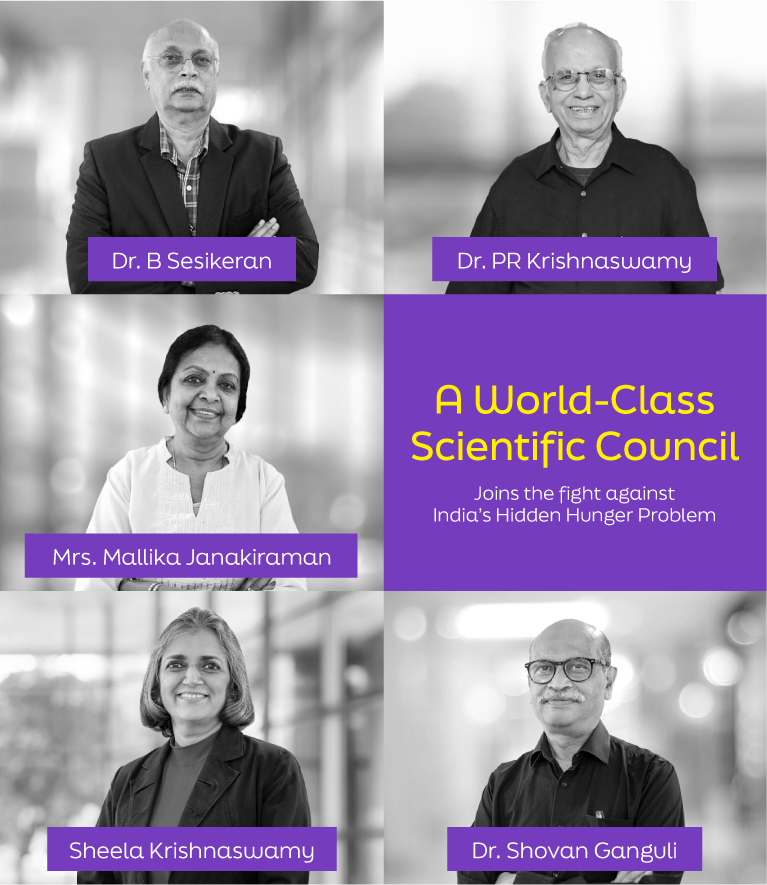 Dr. B Sesikeran
Dr. PR Krishnaswamy
Mrs. Mallika Janakiraman
A World-Class
Scientific Council
Joins the fight against
India's Hidden Hunger Problem
Sheela Krishnaswamy
Dr. Shovan Ganguli